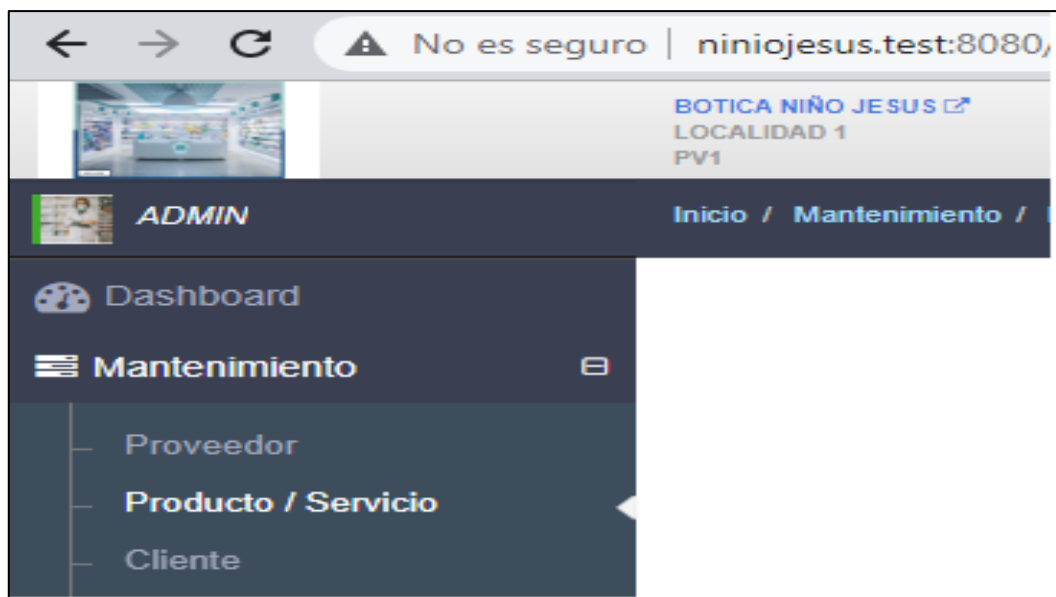 No es seguro | niniojesus.test:8080/
BOTICA NIÑO JESUS
LOCALIDAD 1
PV1
ADMIN
Inicio / Mantenimiento /
Dashboard
Mantenimiento
Proveedor
Producto / Servicio
Cliente